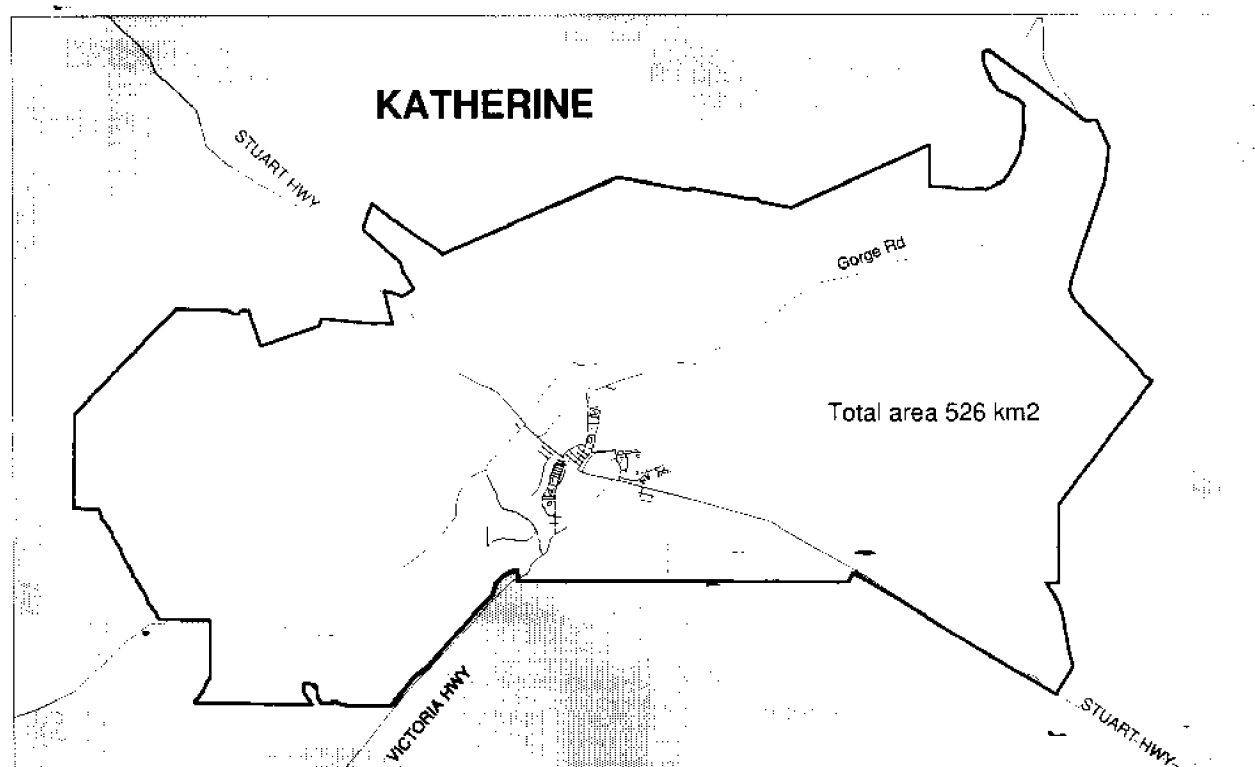 KATHERINE
STUART HWY
Gorge Rd
Total area 526 km2
VICTORIA HWY
STUART HWY